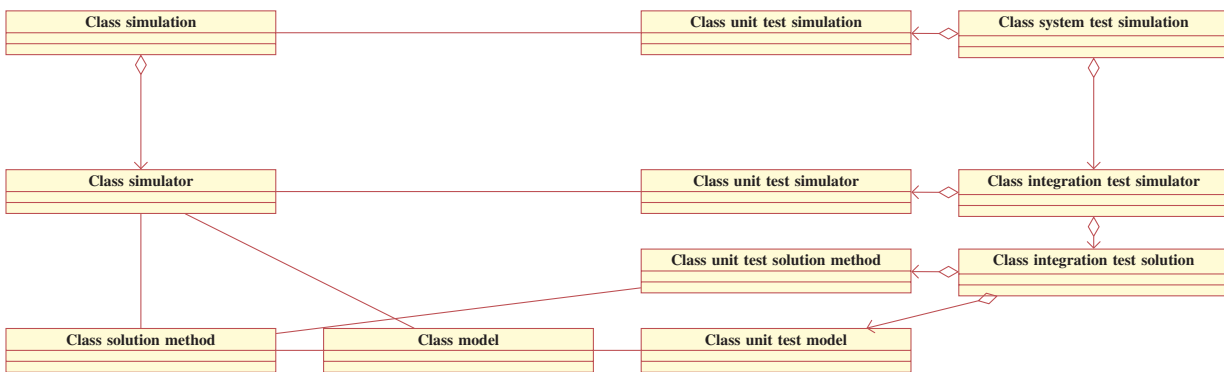 Class simulation
Class unit test simulation
Class system test simulation
Class simulator
Class unit test simulator
Class integration test simulator
Class unit test solution method
Class integration test solution
Class solution method
Class model
Class unit test model